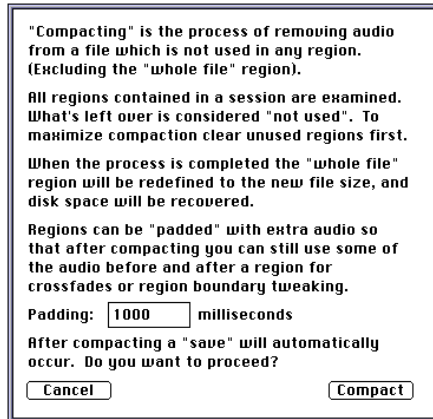 "Compacting" is the process of removing audio
from a file which is not used in any region.
(Excluding the "whole file" region).
All regions contained in a session are examined.
What's left over is considered "not used".  To
maximize compaction clear unused regions first.
When the process is completed the "whole file"
region will be redefined to the new file size, and
disk space will be recovered.
Regions can be "padded" with extra audio so
that after compacting you can still use some of
the audio before and after a region for
crossfades or region boundary tweaking.
Padding: 1000 milliseconds
After compacting a "save" will automatically
occur.  Do you want to proceed?
Cancel Compact